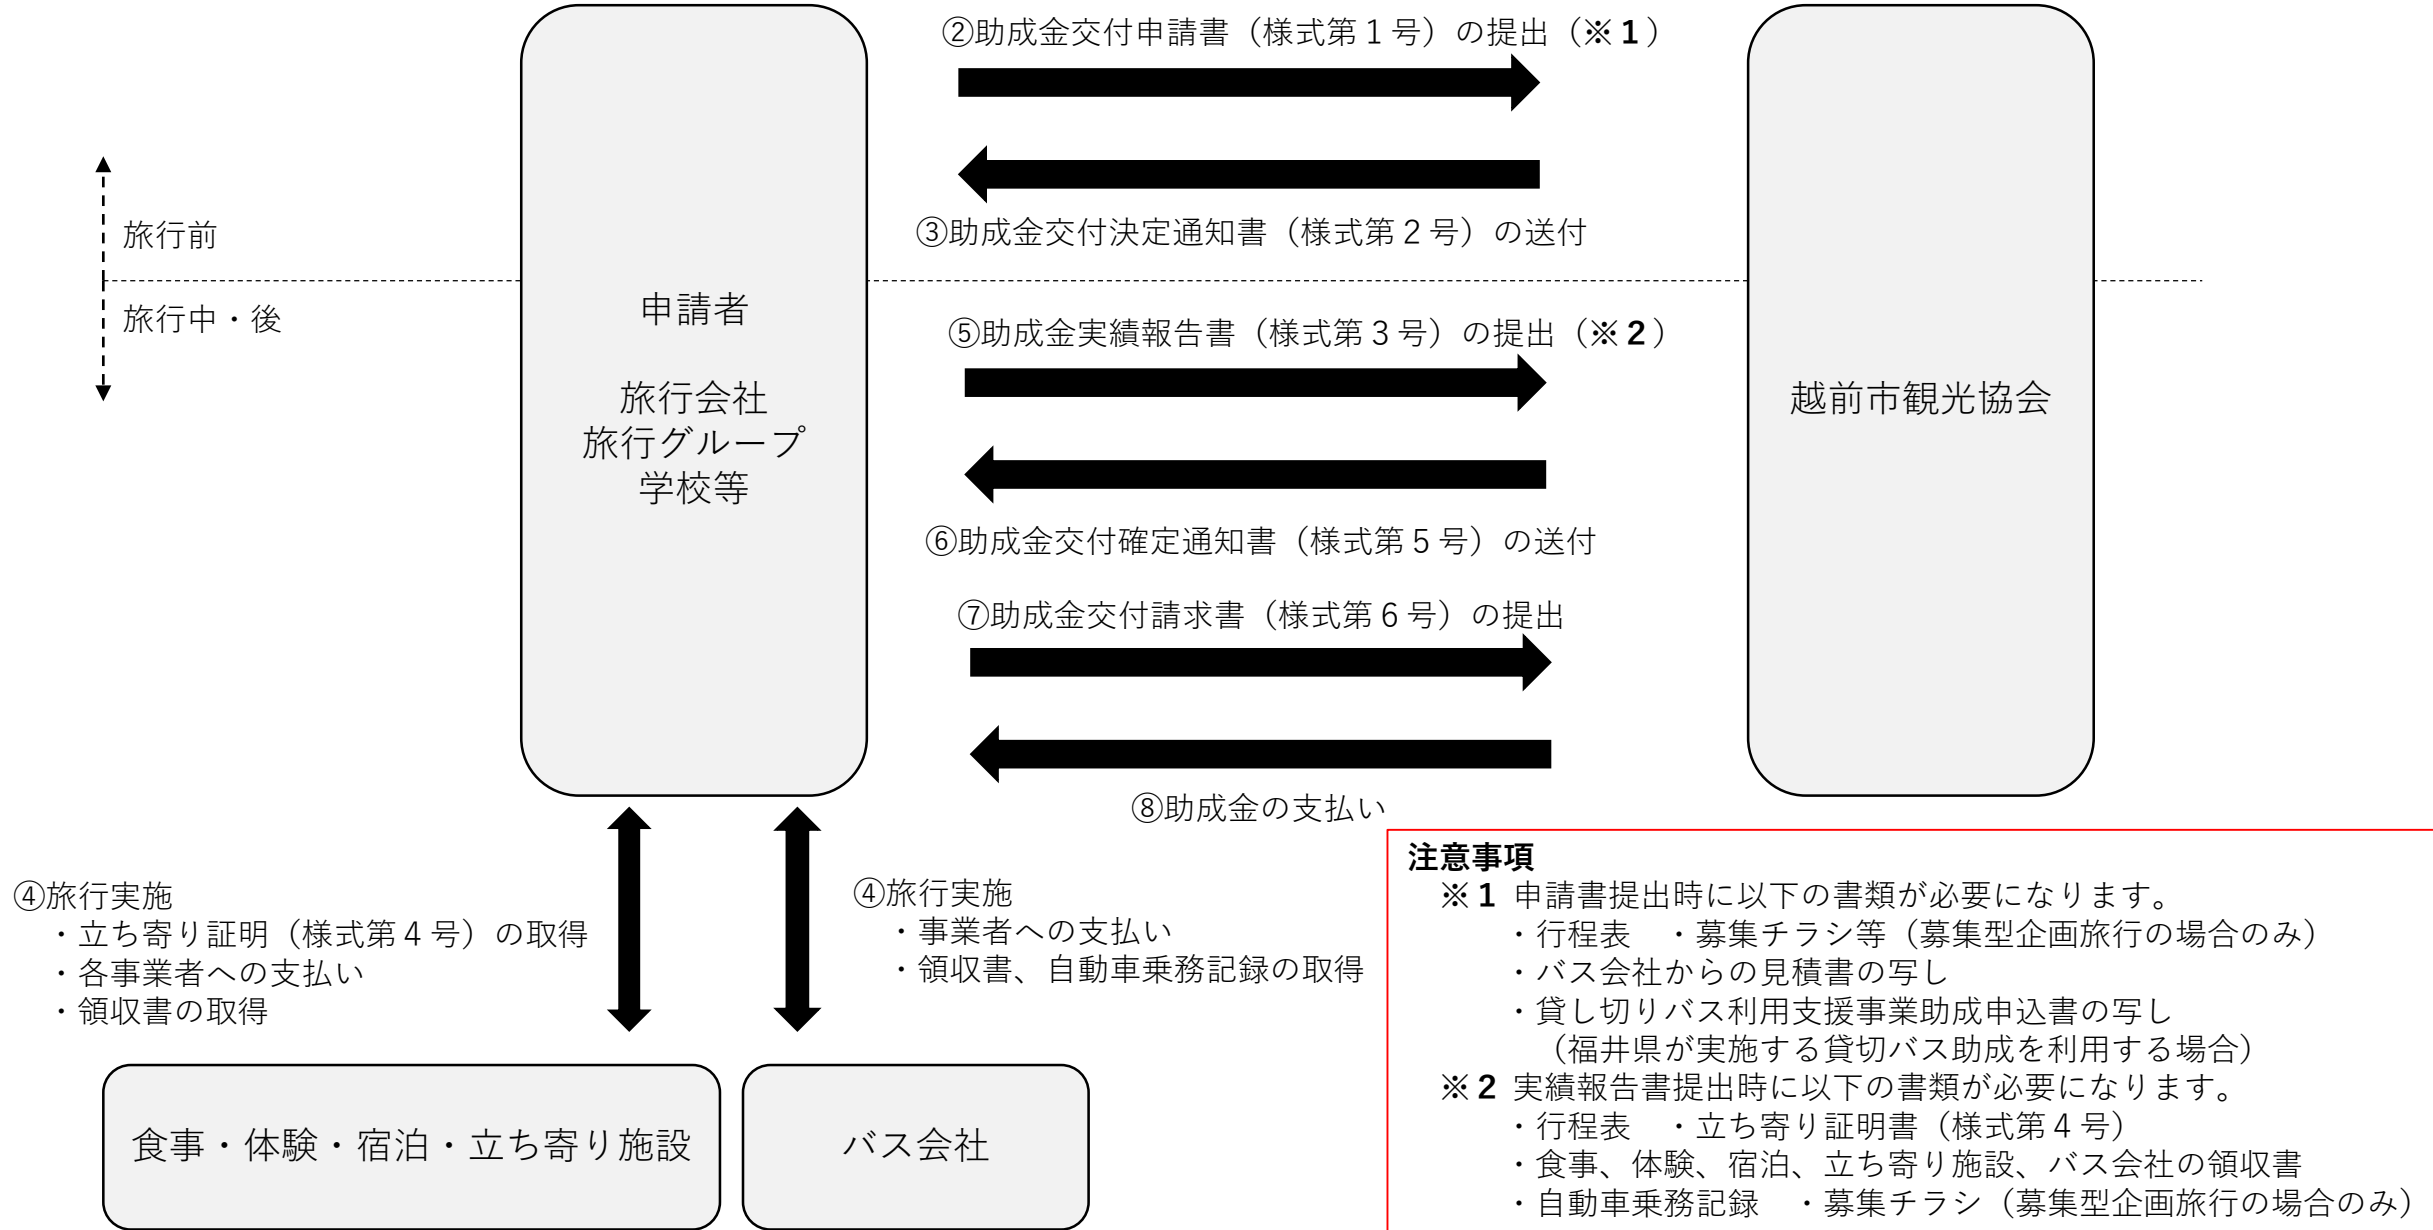 ②助成金交付申請書（様式第１号）の提出（※１）
③助成金交付決定通知書（様式第２号）の送付
旅行前
旅行中・後
申請者
旅行会社
旅行グループ
学校等
⑤助成金実績報告書（様式第３号）の提出（※２）
越前市観光協会
⑥助成金交付確定通知書（様式第５号）の送付
⑦助成金交付請求書（様式第６号）の提出
⑧助成金の支払い
④旅行実施
・立ち寄り証明（様式第４号）の取得
・各事業者への支払い
・領収書の取得
④旅行実施
・事業者への支払い
・領収書、自動車乗務記録の取得
食事・体験・宿泊・立ち寄り施設
バス会社
注意事項
※１ 申請書提出時に以下の書類が必要になります。
・行程表　・募集チラシ等（募集型企画旅行の場合のみ）
・バス会社からの見積書の写し
・貸し切りバス利用支援事業助成申込書の写し
（福井県が実施する貸切バス助成を利用する場合）
※２ 実績報告書提出時に以下の書類が必要になります。
・行程表　・立ち寄り証明書（様式第４号）
・食事、体験、宿泊、立ち寄り施設、バス会社の領収書
・自動車乗務記録　・募集チラシ（募集型企画旅行の場合のみ）